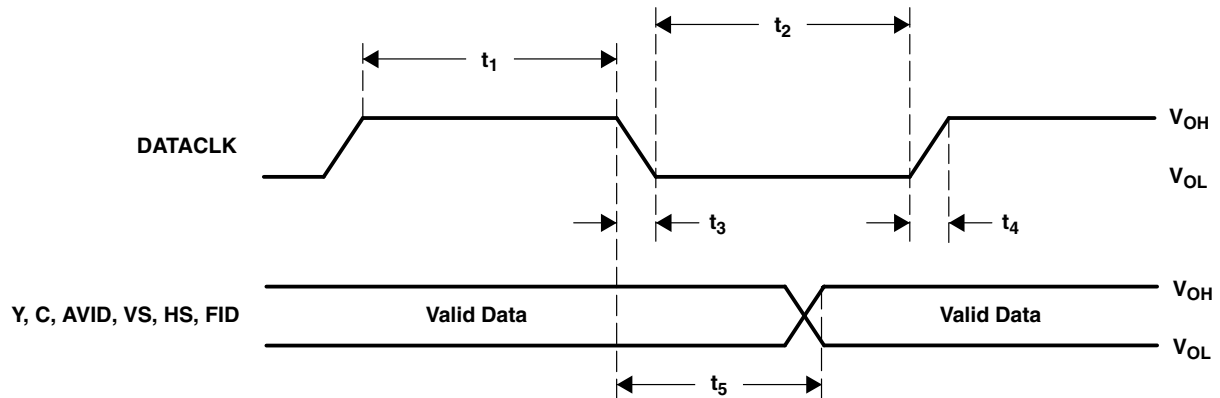 t2
t1
VOH
DATACLK
VOL
t3
t4
VOH
Y, C, AVID, VS, HS, FID
Valid Data
Valid Data
VOL
t5